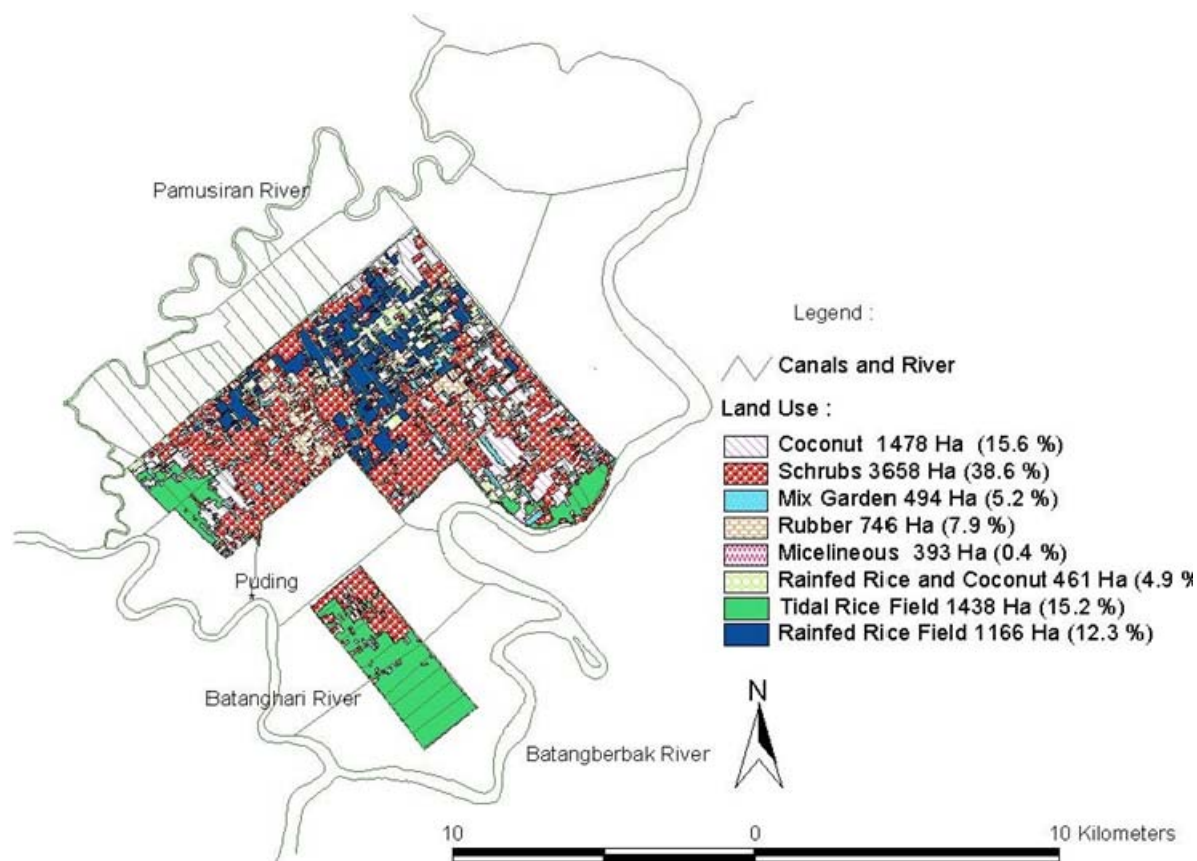 Pamusiran River
Legend :
Canals and River
Land Use :
Coconut 1478 Ha (15.6 %)
Schrubs 3658 Ha (38.6 %)
Mix Garden 494 Ha (5.2 %)
Rubber 746 Ha (7.9 %)
Micelineous 393 Ha (0.4 %)
Rainfed Rice and Coconut 461 Ha (4.9 %
Tidal Rice Field 1438 Ha (15.2 %)
Rainfed Rice Field 1166 Ha (12.3 %)
Puding
Batanghari River
Batangberbak River
N
10 0 10 Kilometers